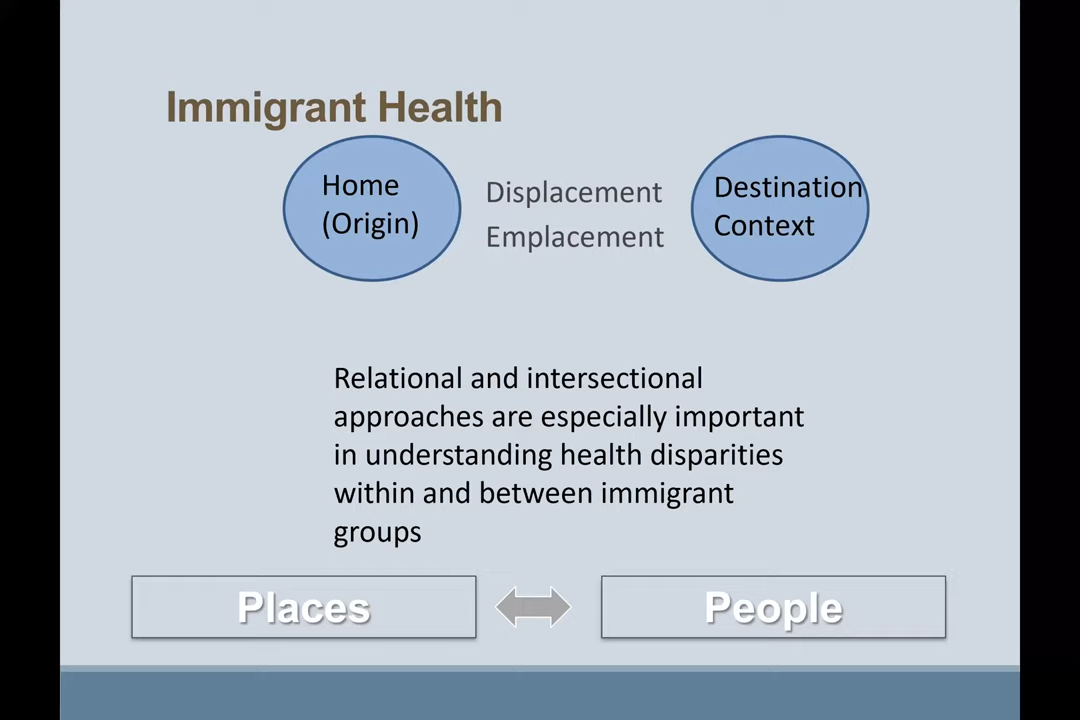 Immigrant Health
Home
(Origin)
Displacement
Emplacement
Destination
Context
Relational and intersectional
approaches are especially important
in understanding health disparities
within and between immigrant
groups
Places
People